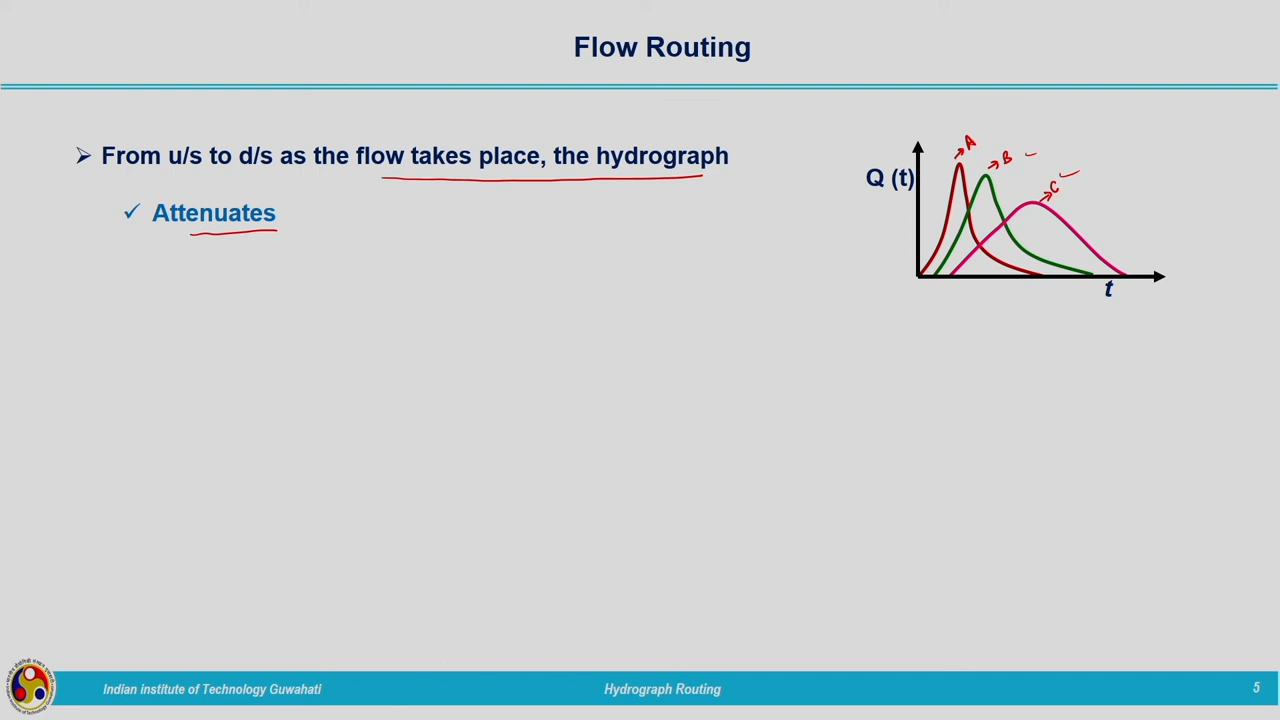 Flow Routing
➢ From u/s to d/s as the flow takes place, the hydrograph
✓ Attenuates
A
B
C
Q (t)
t
Indian institute of Technology Guwahati
Hydrograph Routing
5